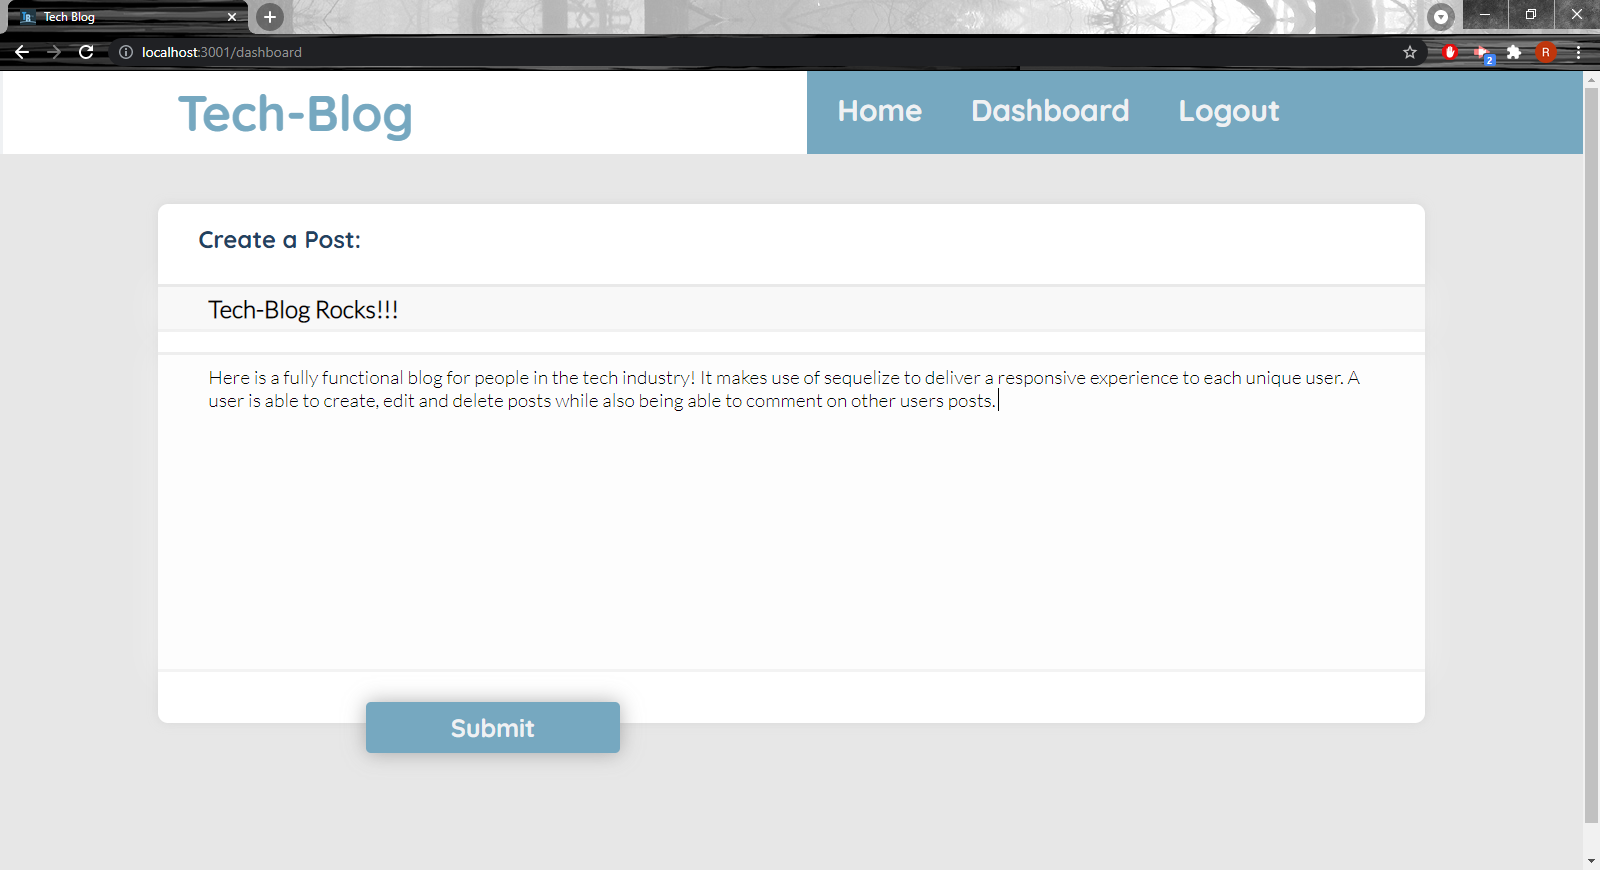 Tech Blog
localhost:3001/dashboard
R
2
Tech-Blog
Home Dashboard Logout
Create a Post:
Tech-Blog Rocks!!!
Here is a fully functional blog for people in the tech industry! It makes use of sequelize to deliver a responsive experience to each unique user. A
user is able to create, edit and delete posts while also being able to comment on other users posts.
Submit